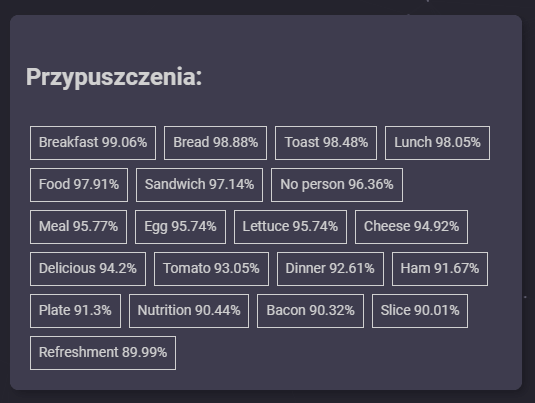 Przypuszczenia:
Breakfast 99.06% Bread 98.88% Toast 98.48% Lunch 98.05%
Food 97.91% Sandwich 97.14% No person 96.36%
Meal 95.77% Egg 95.74% Lettuce 95.74% Cheese 94.92%
Delicious 94.2% Tomato 93.05% Dinner 92.61% Ham 91.67%
Plate 91.3% Nutrition 90.44% Bacon 90.32% Slice 90.01%
Refreshment 89.99%